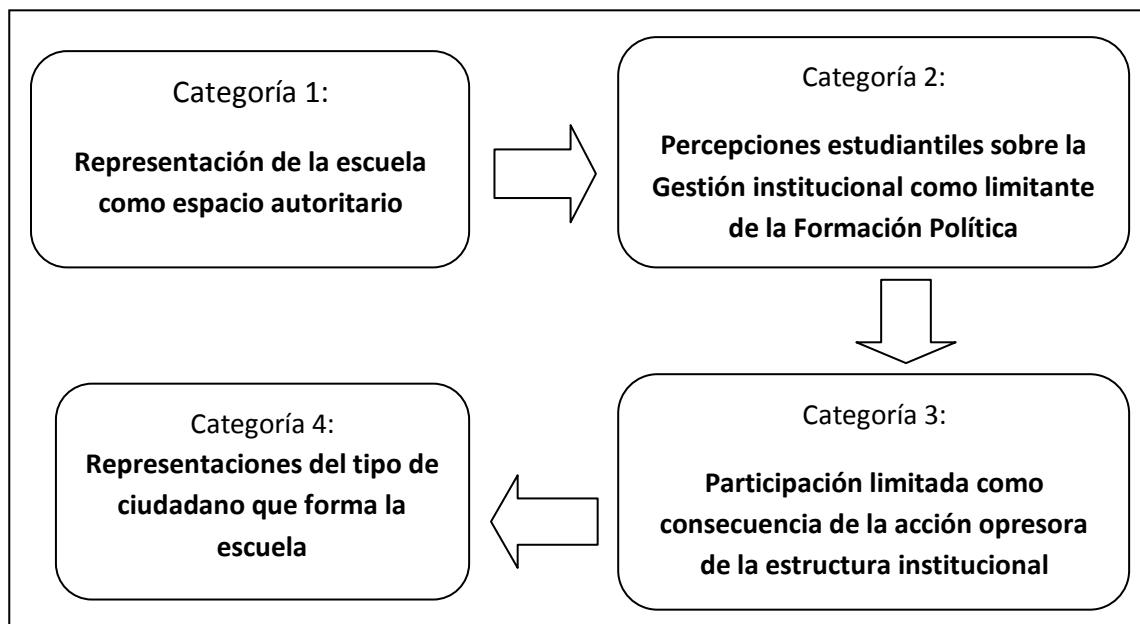 Categoría 1:
Representación de la escuela
como espacio autoritario
Categoría 2:
Percepciones estudiantiles sobre la
Gestión institucional como limitante
de la Formación Política
Categoría 3:
Participación limitada como
consecuencia de la acción opresora
de la estructura institucional
Categoría 4:
Representaciones del tipo de
ciudadano que forma la
escuela